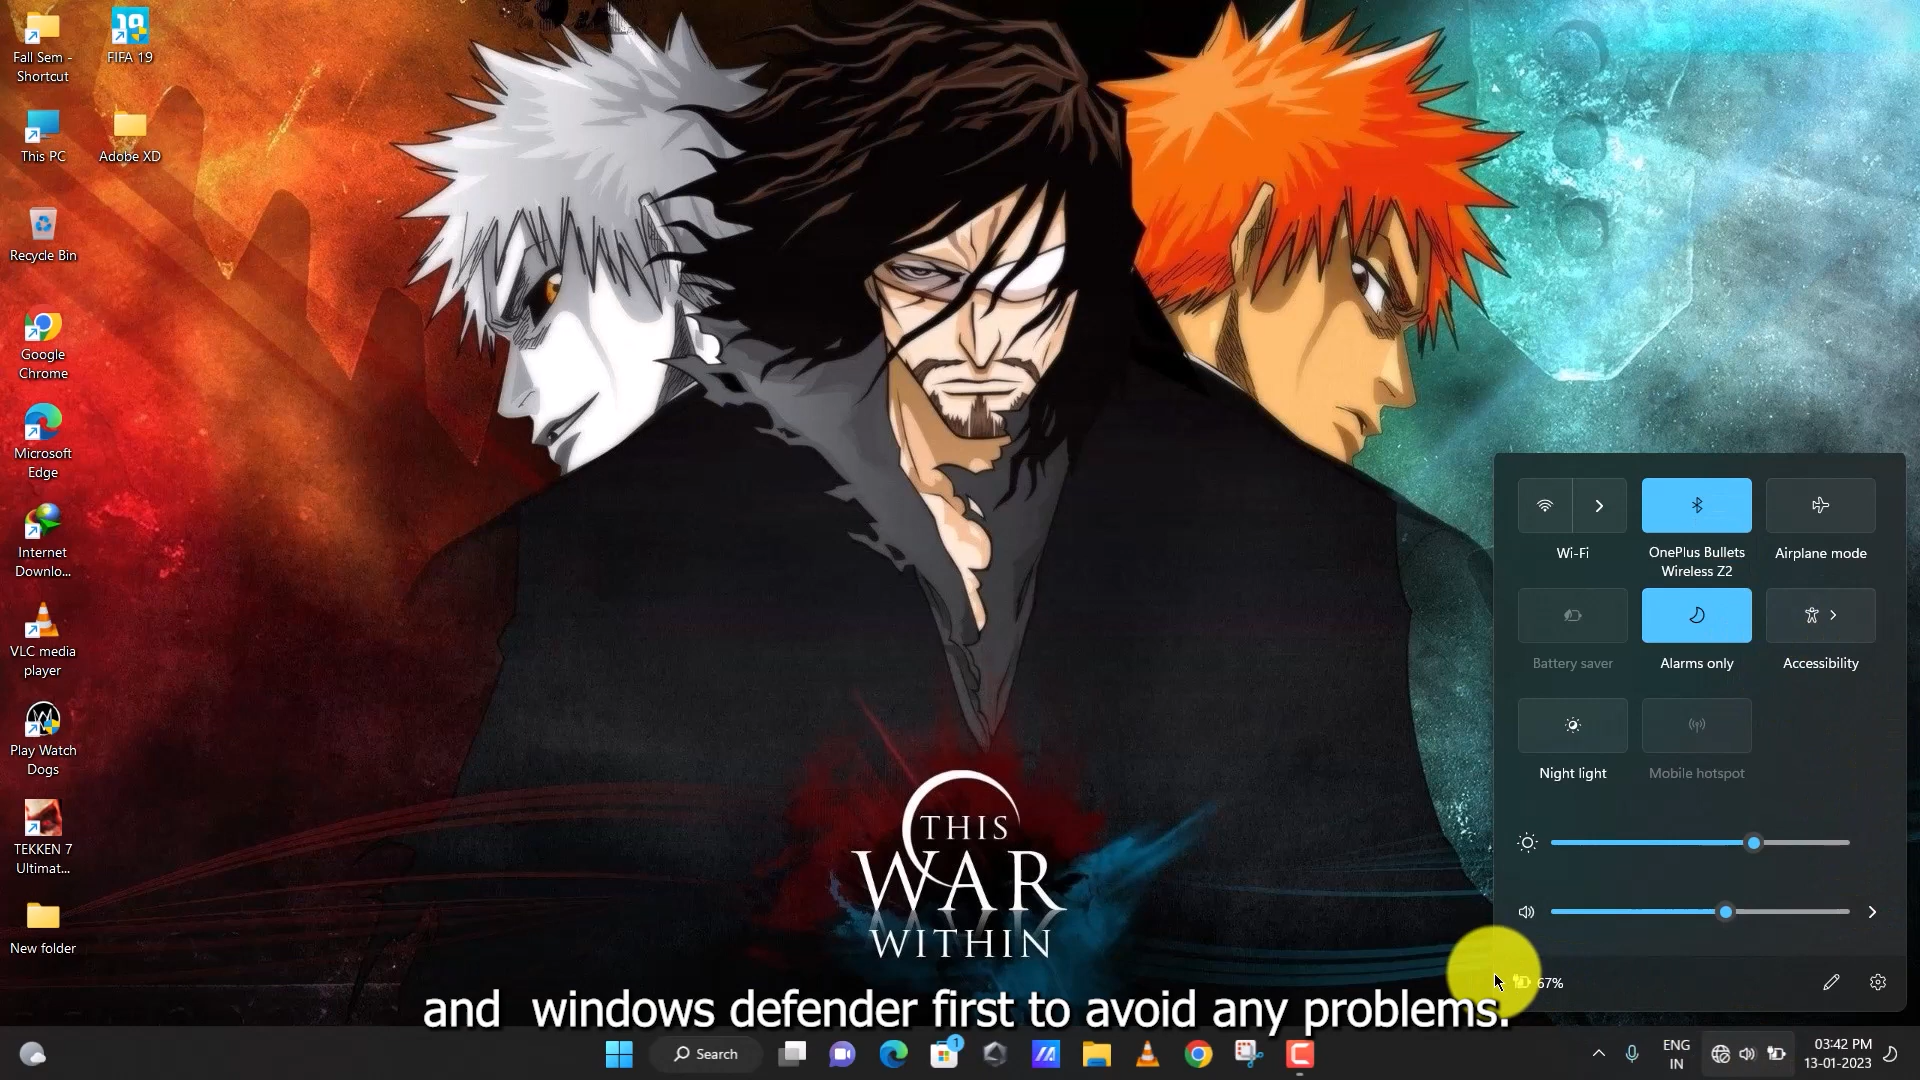 Fall Sem -
Shortcut
FIFA 19
This PC
Adobe XD
Recycle Bin
Google
Chrome
Microsoft
Edge
Internet
Downlo...
VLC media
player
Play Watch
Dogs
TEKKEN 7
Ultimat...
New folder
THIS
WAR
WITHIN
Wi-Fi
OnePlus Bullets
Wireless Z2
Airplane mode
Battery saver
Alarms only
Accessibility
Night light
Mobile hotspot
67%
and windows defender first to avoid any problems.
Search
1
ENG
IN
03:42 PM
13-01-2023